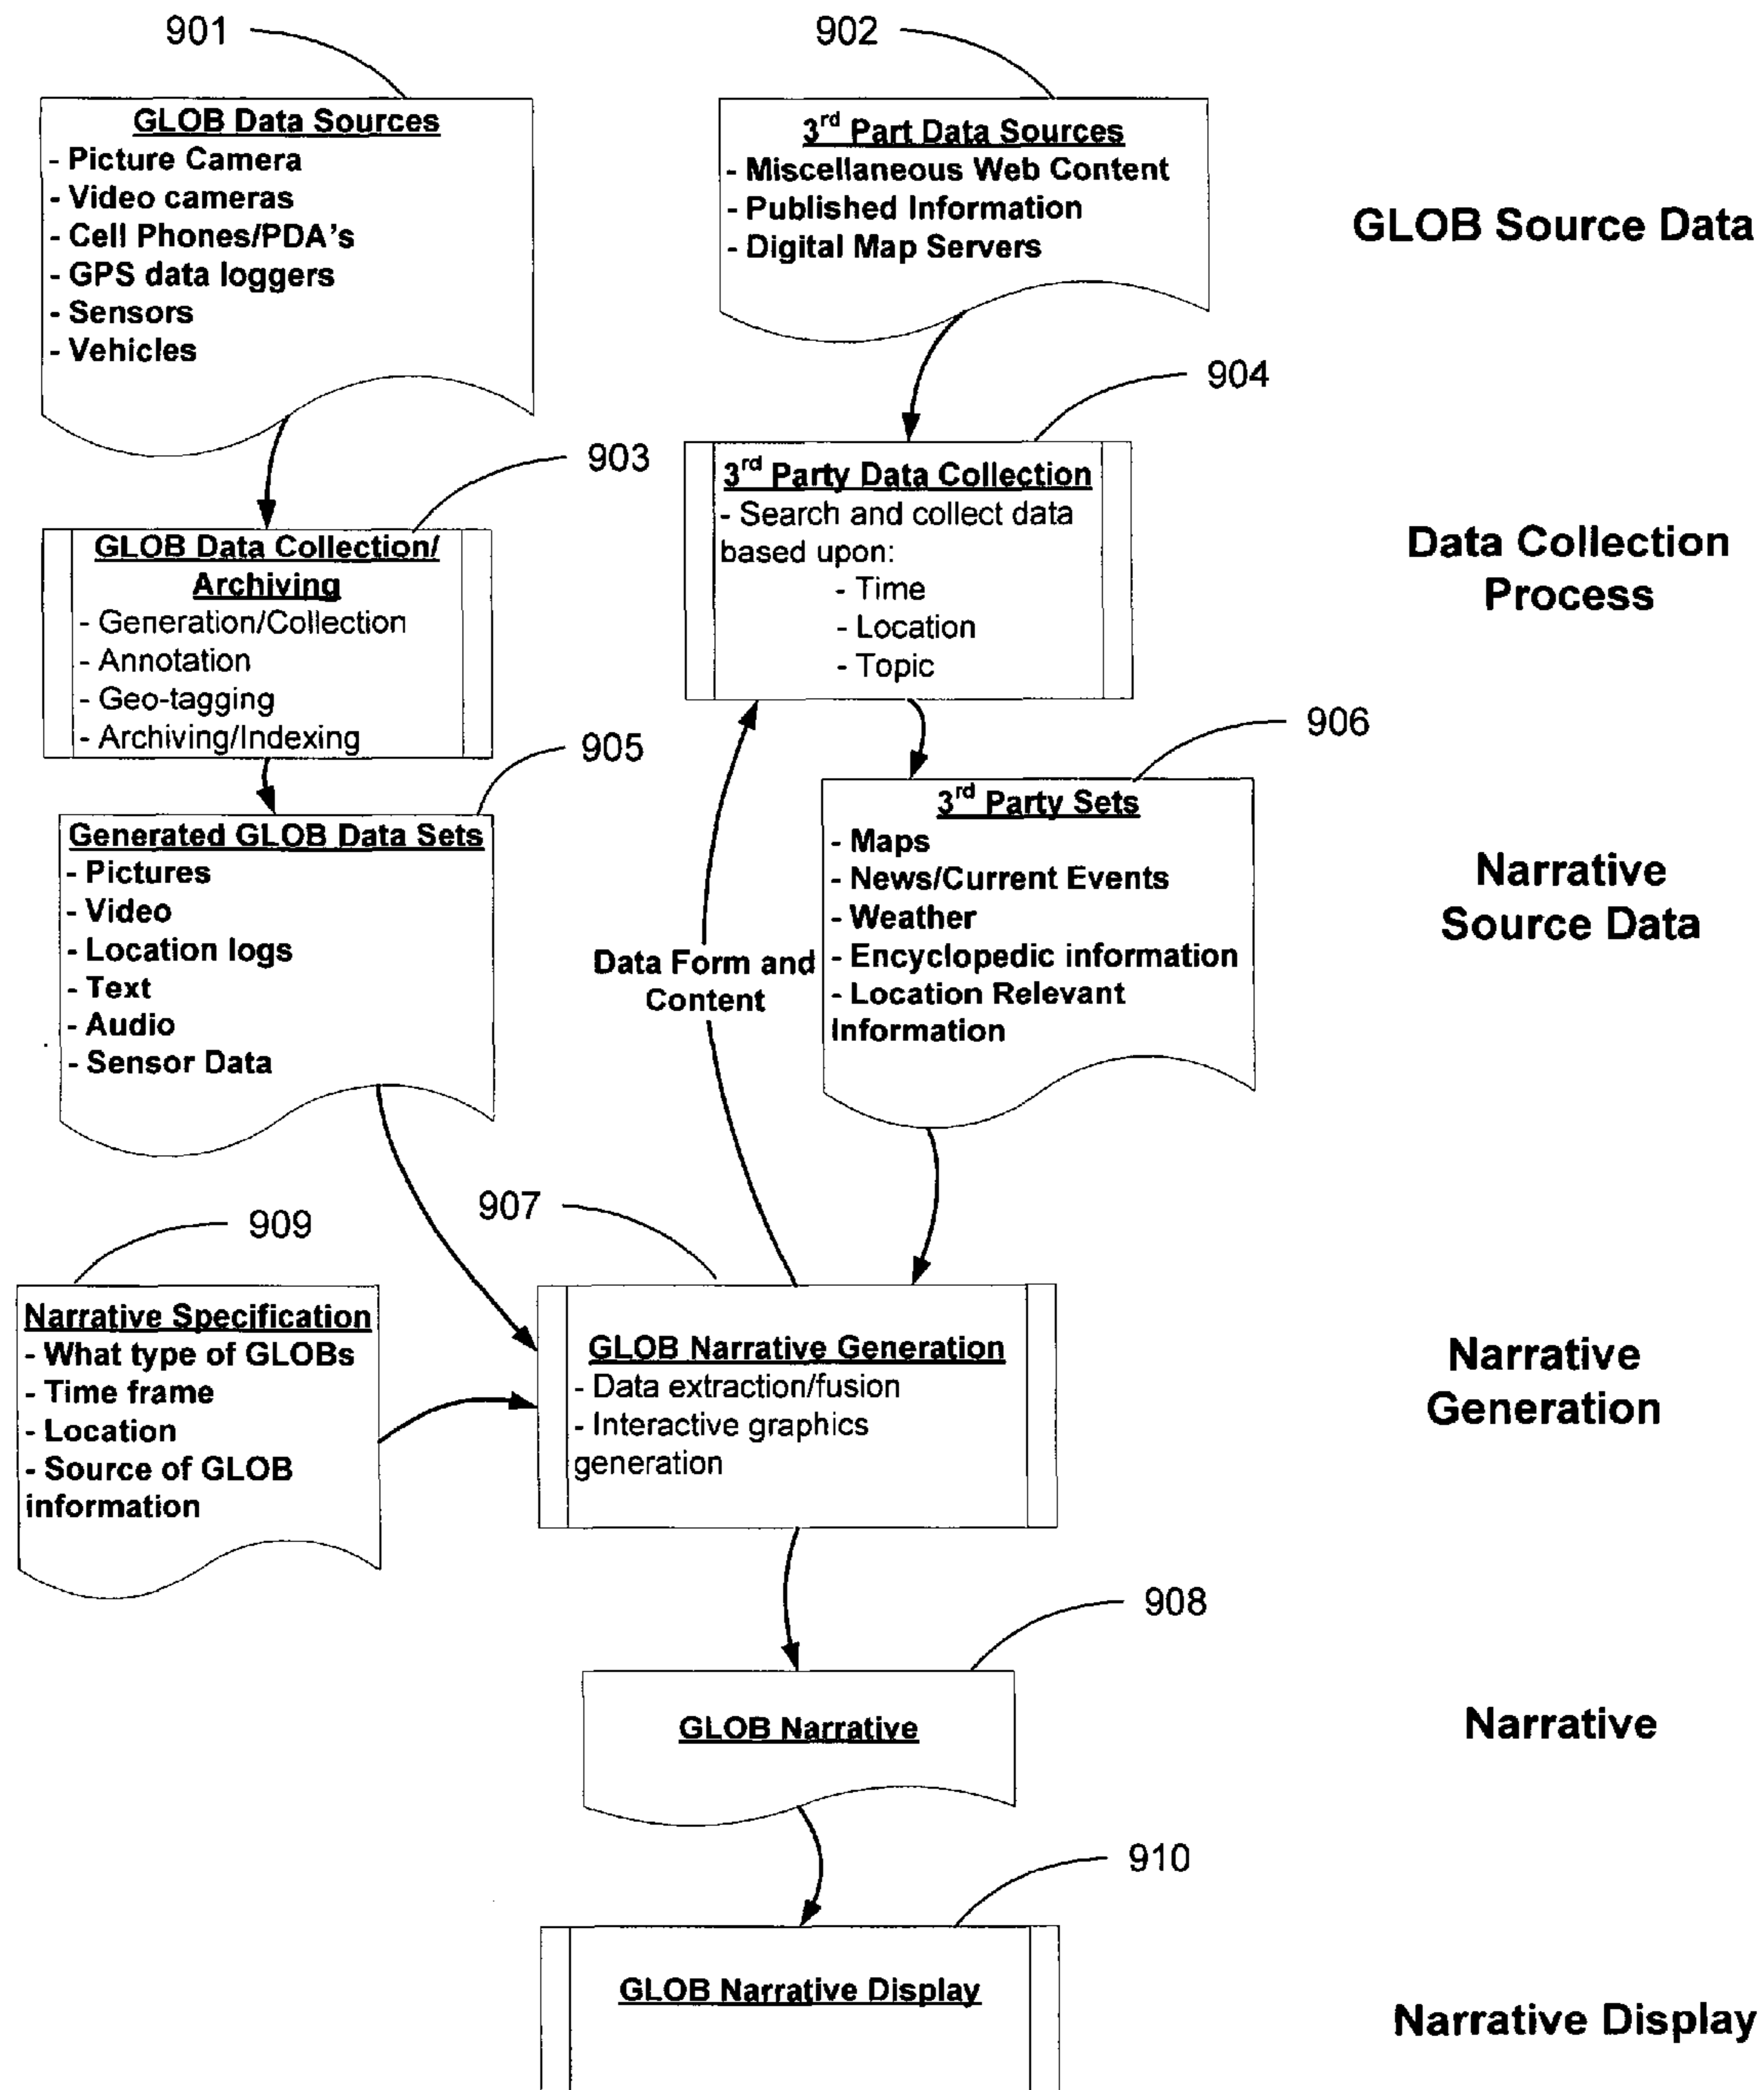 901
GLOB Data Sources
- Picture Camera
- Video cameras
- Cell Phones/PDA's
- GPS data loggers
- Sensors
- Vehicles
902
3rd Part Data Sources
- Miscellaneous Web Content
- Published Information
- Digital Map Servers
GLOB Source Data
903
GLOB Data Collection/
Archiving
- Generation/Collection
- Annotation
- Geo-tagging
- Archiving/Indexing
904
3rd Party Data Collection
- Search and collect data
based upon:
- Time
- Location
- Topic
Data Collection
Process
905
Generated GLOB Data Sets
- Pictures
- Video
- Location logs
- Text
- Audio
- Sensor Data
Data Form and
Content
906
3rd Party Sets
- Maps
- News/Current Events
- Weather
- Encyclopedic information
- Location Relevant
Information
Narrative
Source Data
909
Narrative Specification
- What type of GLOBs
- Time frame
- Location
- Source of GLOB
information
907
GLOB Narrative Generation
- Data extraction/fusion
- Interactive graphics
generation
Narrative
Generation
908
GLOB Narrative
Narrative
910
GLOB Narrative Display
Narrative Display